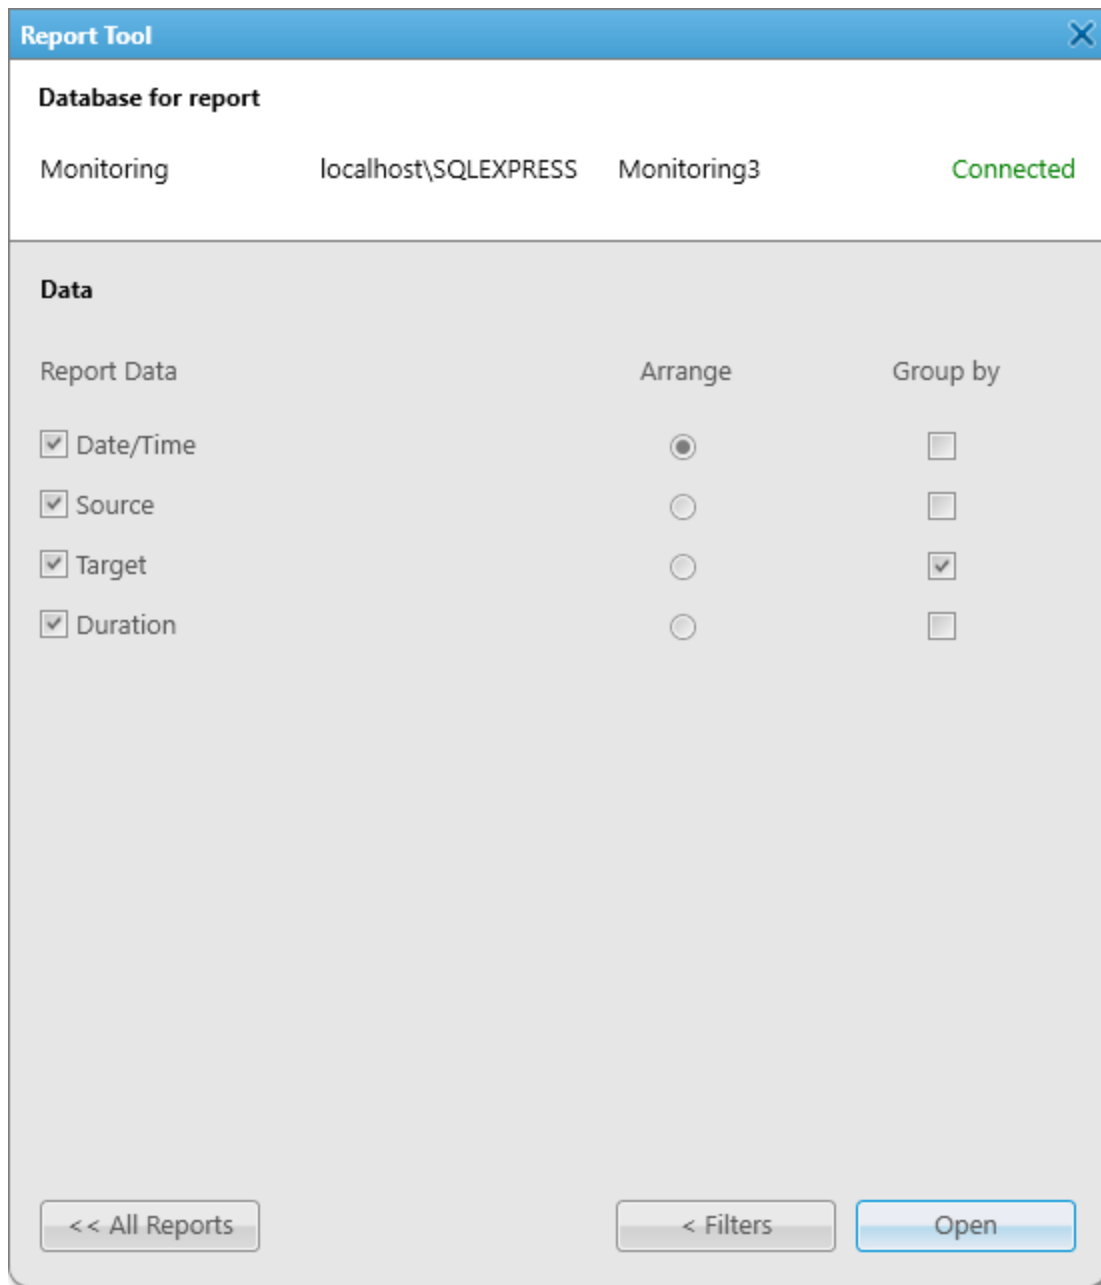 Report Tool
Database for report
Monitoring localhost\SQLEXPRESS Monitoring3 Connected
Data
Report Data Arrange Group by
Date/Time
Source
Target
Duration
<< All Reports < Filters Open